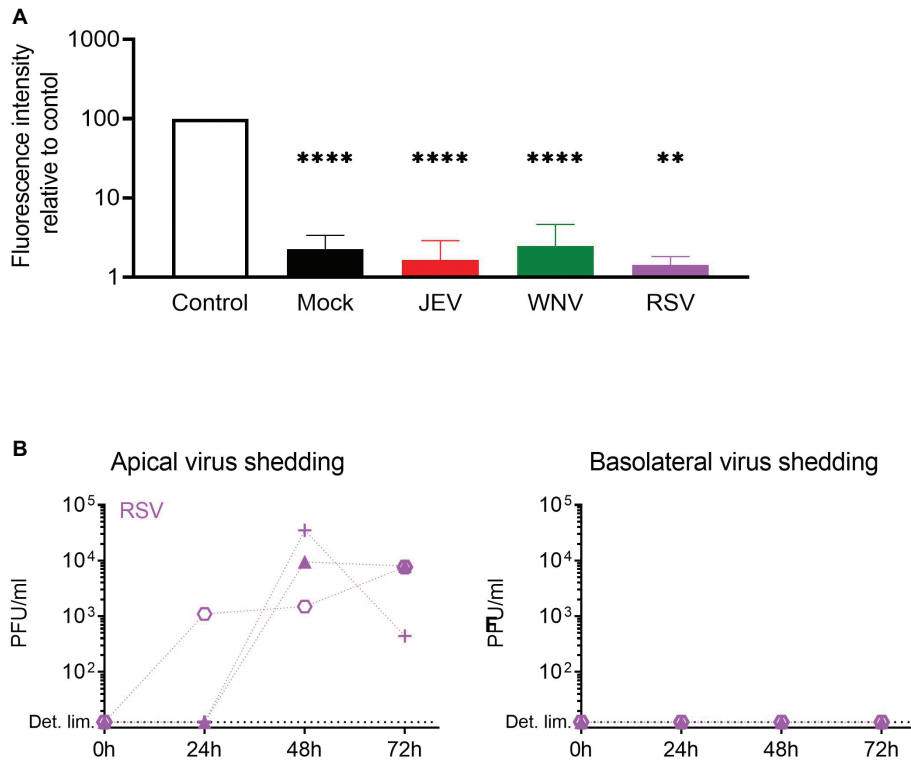 A
Fluorescence intensity
relative to contol
1000
100
10
1
**** **** **** **
Control Mock JEV WNV RSV
B
Apical virus shedding
RSV
PFU/ml
10^5
10^4
10^3
10^2
Det. lim.
0h 24h 48h 72h
Basolateral virus shedding
E
PFU/ml
10^5
10^4
10^3
10^2
Det. lim.
0h 24h 48h 72h